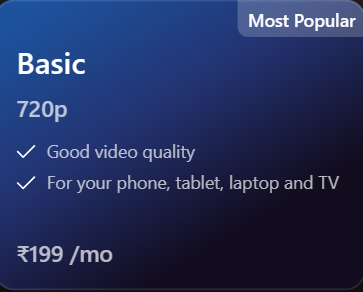 Most Popular
Basic
720p
Good video quality
For your phone, tablet, laptop and TV
₹199 /mo